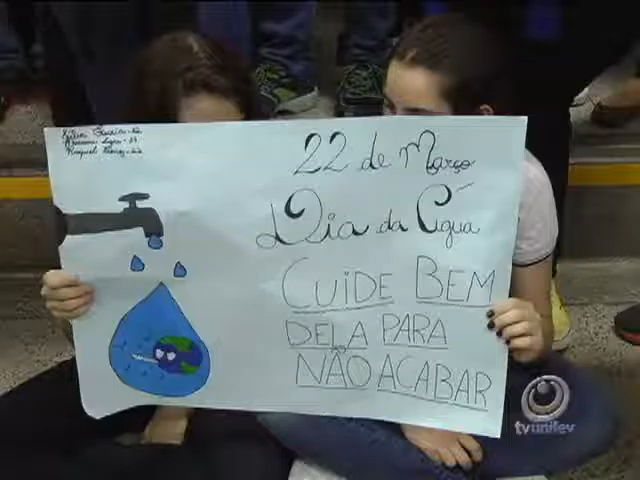 22 de Março
Dia da Água
CUIDE BEM
DELA PARA
NÃO ACABAR
tvunifev